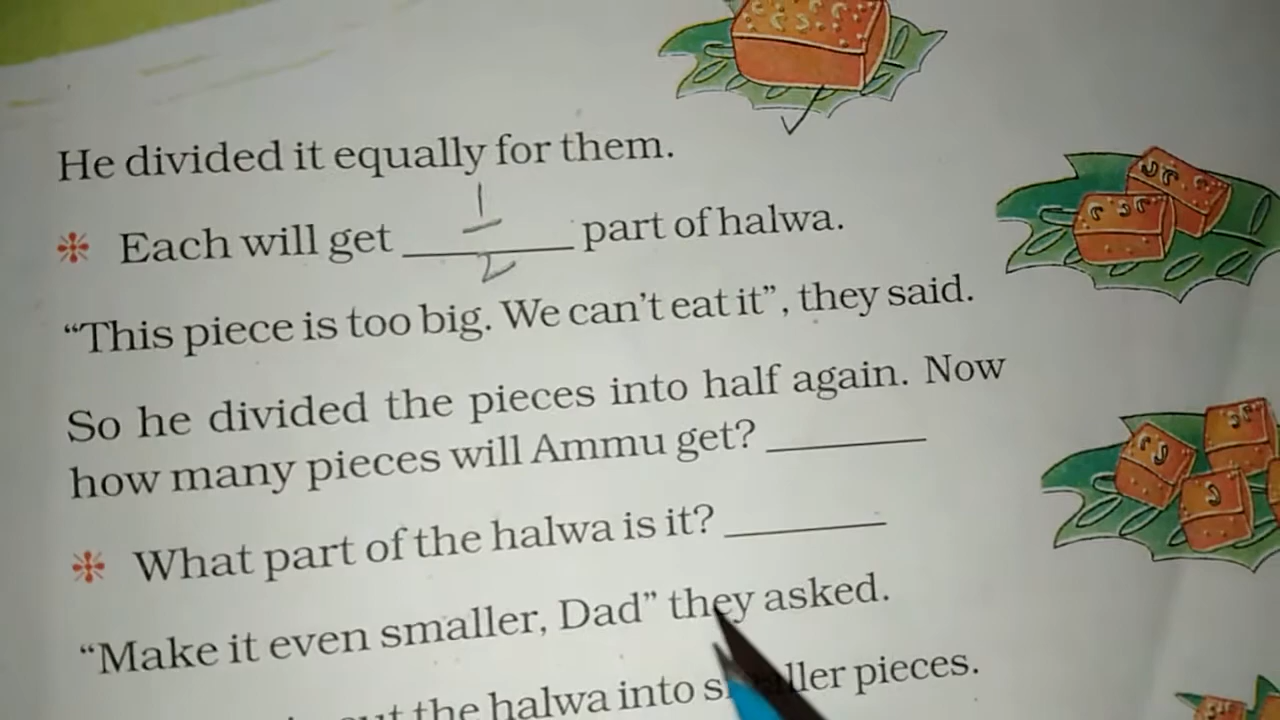 He divided it equally for them.
Each will get 1/2 part of halwa.
“This piece is too big. We can’t eat it”, they said.
So he divided the pieces into half again. Now
how many pieces will Ammu get?
What part of the halwa is it?
“Make it even smaller, Dad” they asked.
the halwa into smaller pieces.